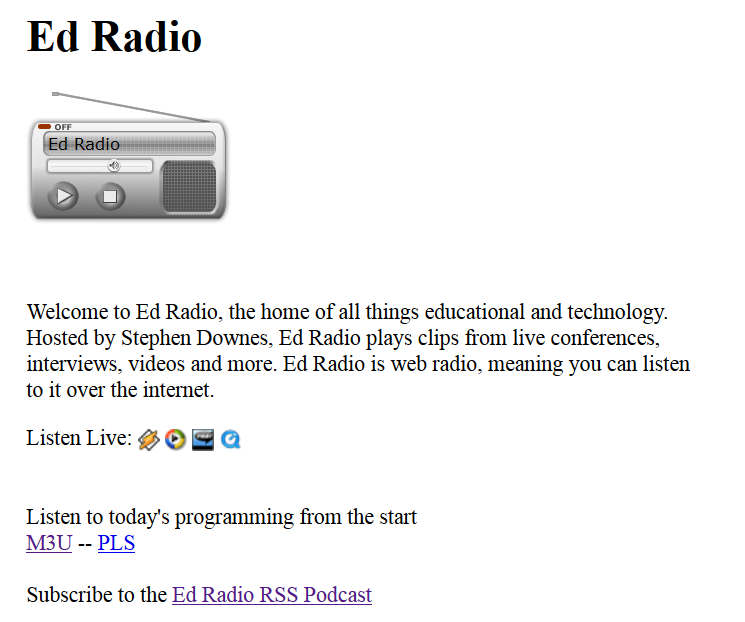 Ed Radio
OFF
Ed Radio
Welcome to Ed Radio, the home of all things educational and technology.
Hosted by Stephen Downes, Ed Radio plays clips from live conferences,
interviews, videos and more. Ed Radio is web radio, meaning you can listen
to it over the internet.
Listen Live:
Listen to today's programming from the start
M3U -- PLS
Subscribe to the Ed Radio RSS Podcast